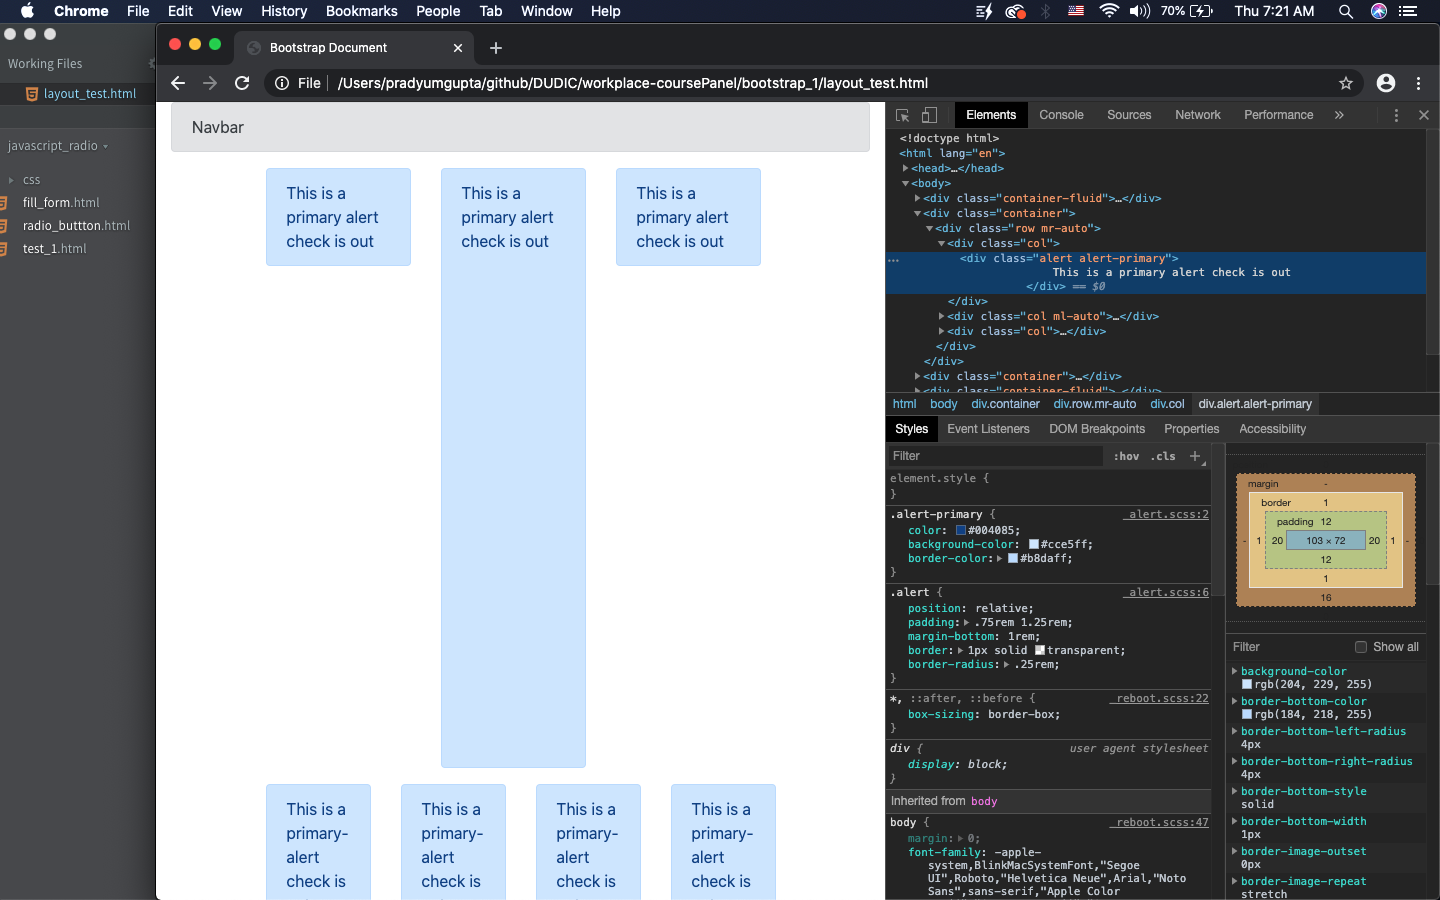 Chrome File Edit View History Bookmarks People Tab Window Help 70% Thu 7:21 AM
Working Files
layout_test.html
javascript_radio
css
fill_form.html
radio_buttton.html
test_1.html
Bootstrap Document
File /Users/pradyumgupta/github/DUDIC/workplace-coursePanel/bootstrap_1/layout_test.html
Navbar
This is a
primary alert
check is out
This is a
primary alert
check is out
This is a
primary alert
check is out
This is a
primary-
alert
check is
This is a
primary-
alert
check is
This is a
primary-
alert
check is
This is a
primary-
alert
check is
Elements Console Sources Network Performance »
<!doctype html>
<html lang="en">
<head>…</head>
<body>
<div class="container-fluid">…</div>
<div class="container">
<div class="row mr-auto">
<div class="col">
<div class="alert alert-primary">
This is a primary alert check is out
</div> == $0
</div>
<div class="col ml-auto">…</div>
<div class="col">…</div>
</div>
</div>
<div class="container">…</div>
<div class="container-fluid">…</div>
html body div.container div.row.mr-auto div.col div.alert.alert-primary
Styles Event Listeners DOM Breakpoints Properties Accessibility
Filter :hov .cls +
element.style {
}
.alert-primary { _alert.scss:2
color: #004085;
background-color: #cce5ff;
border-color: #b8daff;
}
.alert { _alert.scss:6
position: relative;
padding: .75rem 1.25rem;
margin-bottom: 1rem;
border: 1px solid transparent;
border-radius: .25rem;
}
*, ::after, ::before { _reboot.scss:22
box-sizing: border-box;
}
div { user agent stylesheet
display: block;
}
Inherited from body
body { _reboot.scss:47
margin: 0;
font-family: -apple-
system,BlinkMacSystemFont,"Segoe
UI",Roboto,"Helvetica Neue",Arial,"Noto
Sans",sans-serif,"Apple Color
margin -
border 1
padding 12
- 1 20 103 × 72 20 1 -
12
1
16
Filter Show all
background-color
rgb(204, 229, 255)
border-bottom-color
rgb(184, 218, 255)
border-bottom-left-radius
4px
border-bottom-right-radius
4px
border-bottom-style
solid
border-bottom-width
1px
border-image-outset
0px
border-image-repeat
stretch